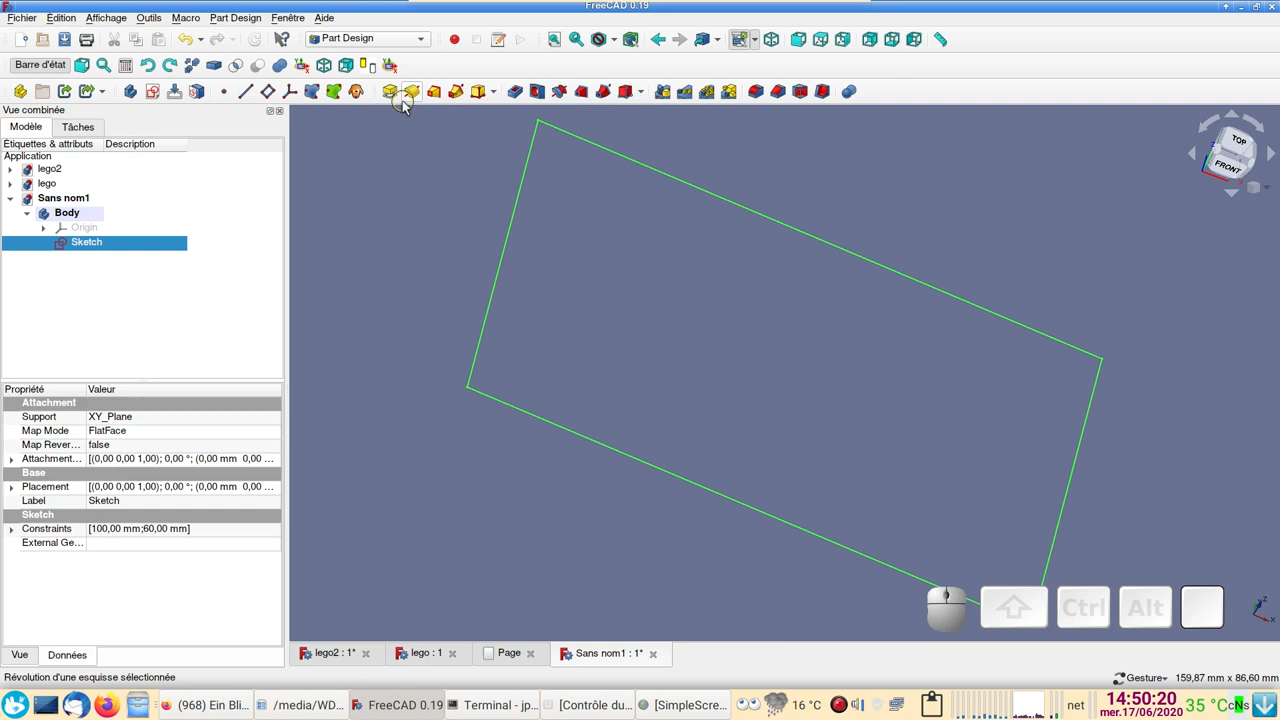 FreeCAD 0.19
Fichier Édition Affichage Outils Macro Part Design Fenêtre Aide
Part Design
Barre d'état
Vue combinée
Modèle Tâches
Étiquettes & attributs Description
Application
lego2
lego
Sans nom1
Body
Origin
Sketch
TOP
FRONT
Propriété Valeur
Attachment
Support XY_Plane
Map Mode FlatFace
Map Rever... false
Attachment... [(0,00 0,00 1,00); 0,00 °; (0,00 mm 0,00 ...
Base
Placement [(0,00 0,00 1,00); 0,00 °; (0,00 mm 0,00 ...
Label Sketch
Sketch
Constraints [100,00 mm;60,00 mm]
External Ge...
Ctrl Alt
Vue Données
lego2 : 1* lego : 1 Page Sans nom1 : 1*
Révolution d'une esquisse sélectionnée
Gesture 159,87 mm x 86,60 mm
(968) Ein Bli... /media/WD... FreeCAD 0.19 Terminal - jp... [Contrôle du... [SimpleScre...
16 °C
net
14:50:20
mer.17/06/2020
35 °C